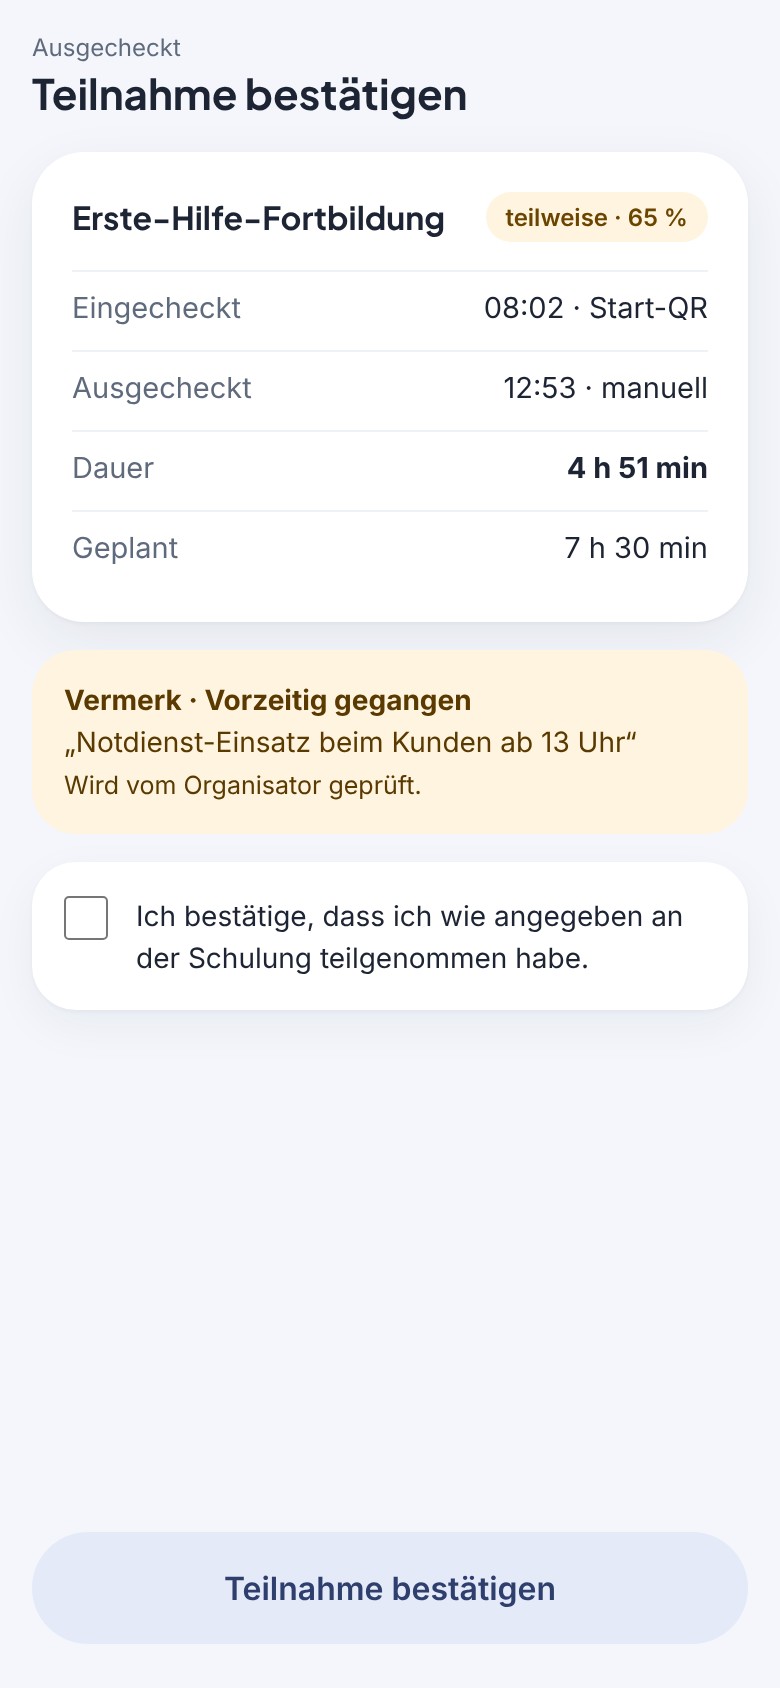 Ausgecheckt
Teilnahme bestätigen
Erste-Hilfe-Fortbildung teilweise · 65 %
Eingecheckt 08:02 · Start-QR
Ausgecheckt 12:53 · manuell
Dauer 4 h 51 min
Geplant 7 h 30 min
Vermerk · Vorzeitig gegangen
„Notdienst-Einsatz beim Kunden ab 13 Uhr“
Wird vom Organisator geprüft.
Ich bestätige, dass ich wie angegeben an
der Schulung teilgenommen habe.
Teilnahme bestätigen